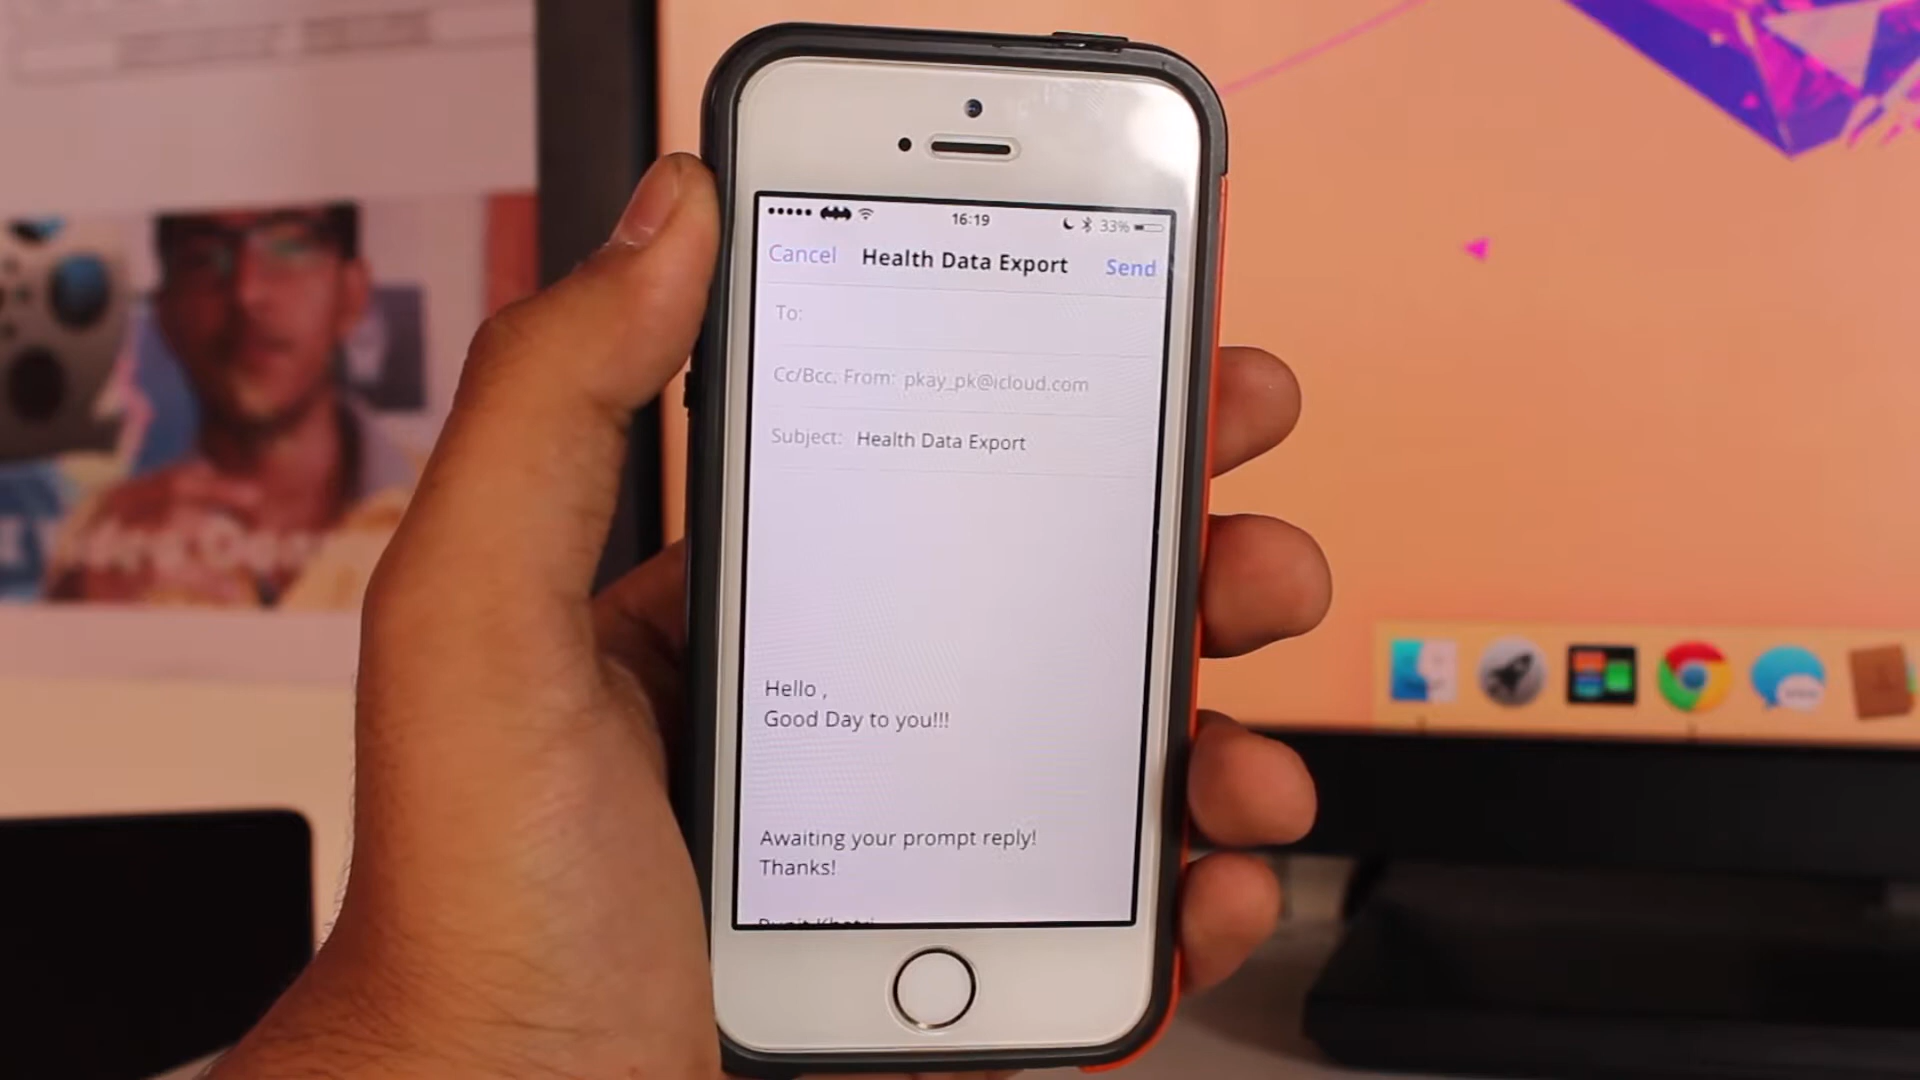 16:19
33%
Cancel Health Data Export Send
To:
Cc/Bcc, From: pkay_pk@icloud.com
Subject: Health Data Export
Hello ,
Good Day to you!!!
Awaiting your prompt reply!
Thanks!